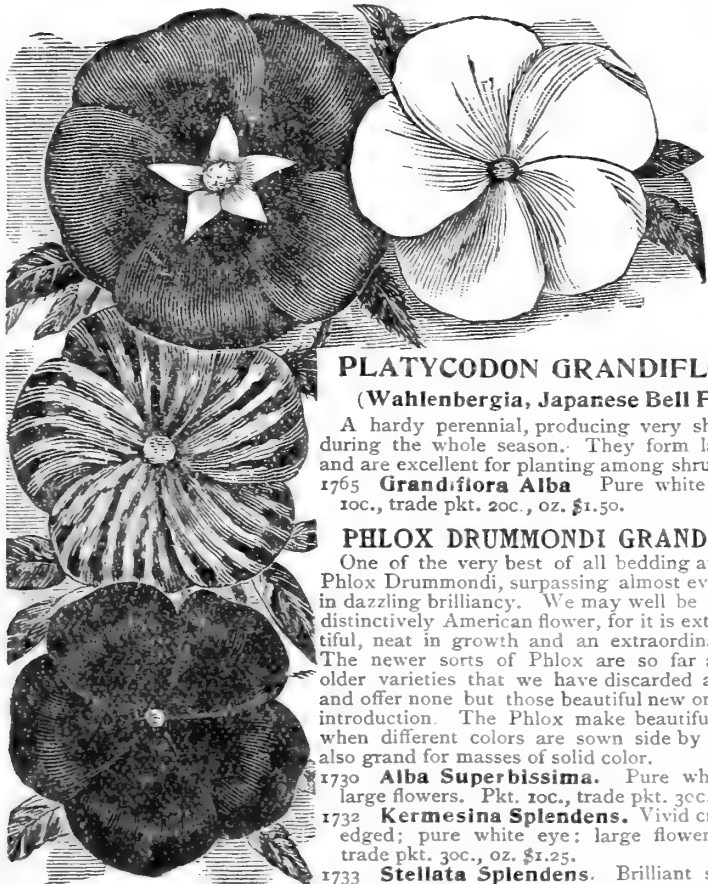 PLATYCODON GRANDIFL
(Wahlenbergia, Japanese Bell F
A hardy perennial, producing very sh
during the whole season. They form la
and are excellent for planting among shru
1765 Grandiflora Alba Pure white
10c., trade pkt. 20c., oz. $1.50.
PHLOX DRUMMONDI GRAND
One of the very best of all bedding a
Phlox Drummondi, surpassing almost ev
in dazzling brilliancy. We may well be
distinctively American flower, for it is ext
tiful, neat in growth and an extraordina
The newer sorts of Phlox are so far a
older varieties that we have discarded a
and offer none but those beautiful new or
introduction. The Phlox make beautifu
when different colors are sown side by
also grand for masses of solid color.
1730 Alba Superbissima. Pure wh
large flowers. Pkt. 10c., trade pkt. 30c.
1732 Kermesina Splendens. Vivid cr
edged; pure white eye: large flower
trade pkt. 30c., oz. $1.25.
1733 Stellata Splendens. Brilliant s